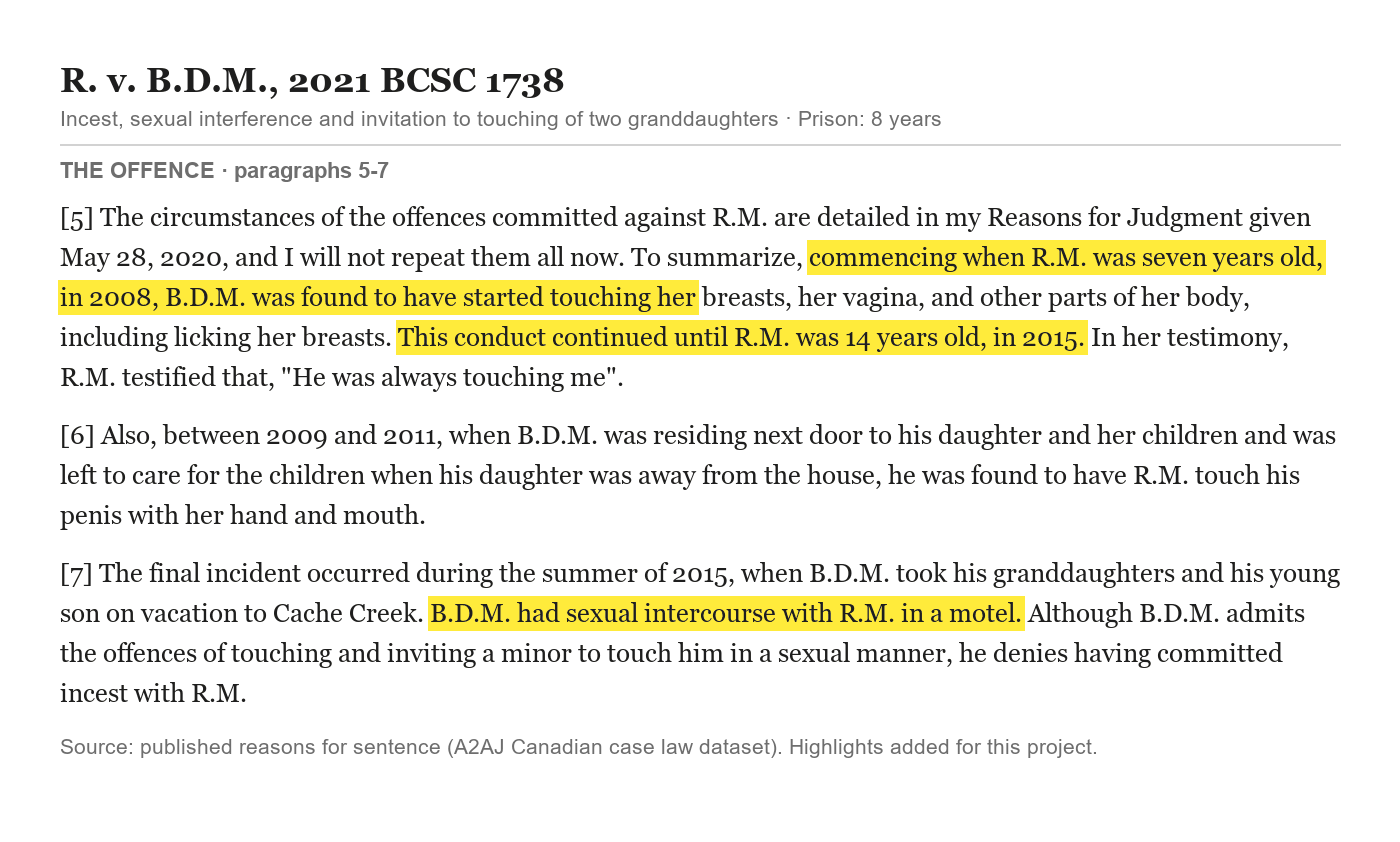 R. v. B.D.M., 2021 BCSC 1738
Incest, sexual interference and invitation to touching of two granddaughters · Prison: 8 years
THE OFFENCE · paragraphs 5-7
[5] The circumstances of the offences committed against R.M. are detailed in my Reasons for Judgment given
May 28, 2020, and I will not repeat them all now. To summarize, commencing when R.M. was seven years old,
in 2008, B.D.M. was found to have started touching her breasts, her vagina, and other parts of her body,
including licking her breasts. This conduct continued until R.M. was 14 years old, in 2015. In her testimony,
R.M. testified that, "He was always touching me".
[6] Also, between 2009 and 2011, when B.D.M. was residing next door to his daughter and her children and was
left to care for the children when his daughter was away from the house, he was found to have R.M. touch his
penis with her hand and mouth.
[7] The final incident occurred during the summer of 2015, when B.D.M. took his granddaughters and his young
son on vacation to Cache Creek. B.D.M. had sexual intercourse with R.M. in a motel. Although B.D.M. admits
the offences of touching and inviting a minor to touch him in a sexual manner, he denies having committed
incest with R.M.
Source: published reasons for sentence (A2AJ Canadian case law dataset). Highlights added for this project.